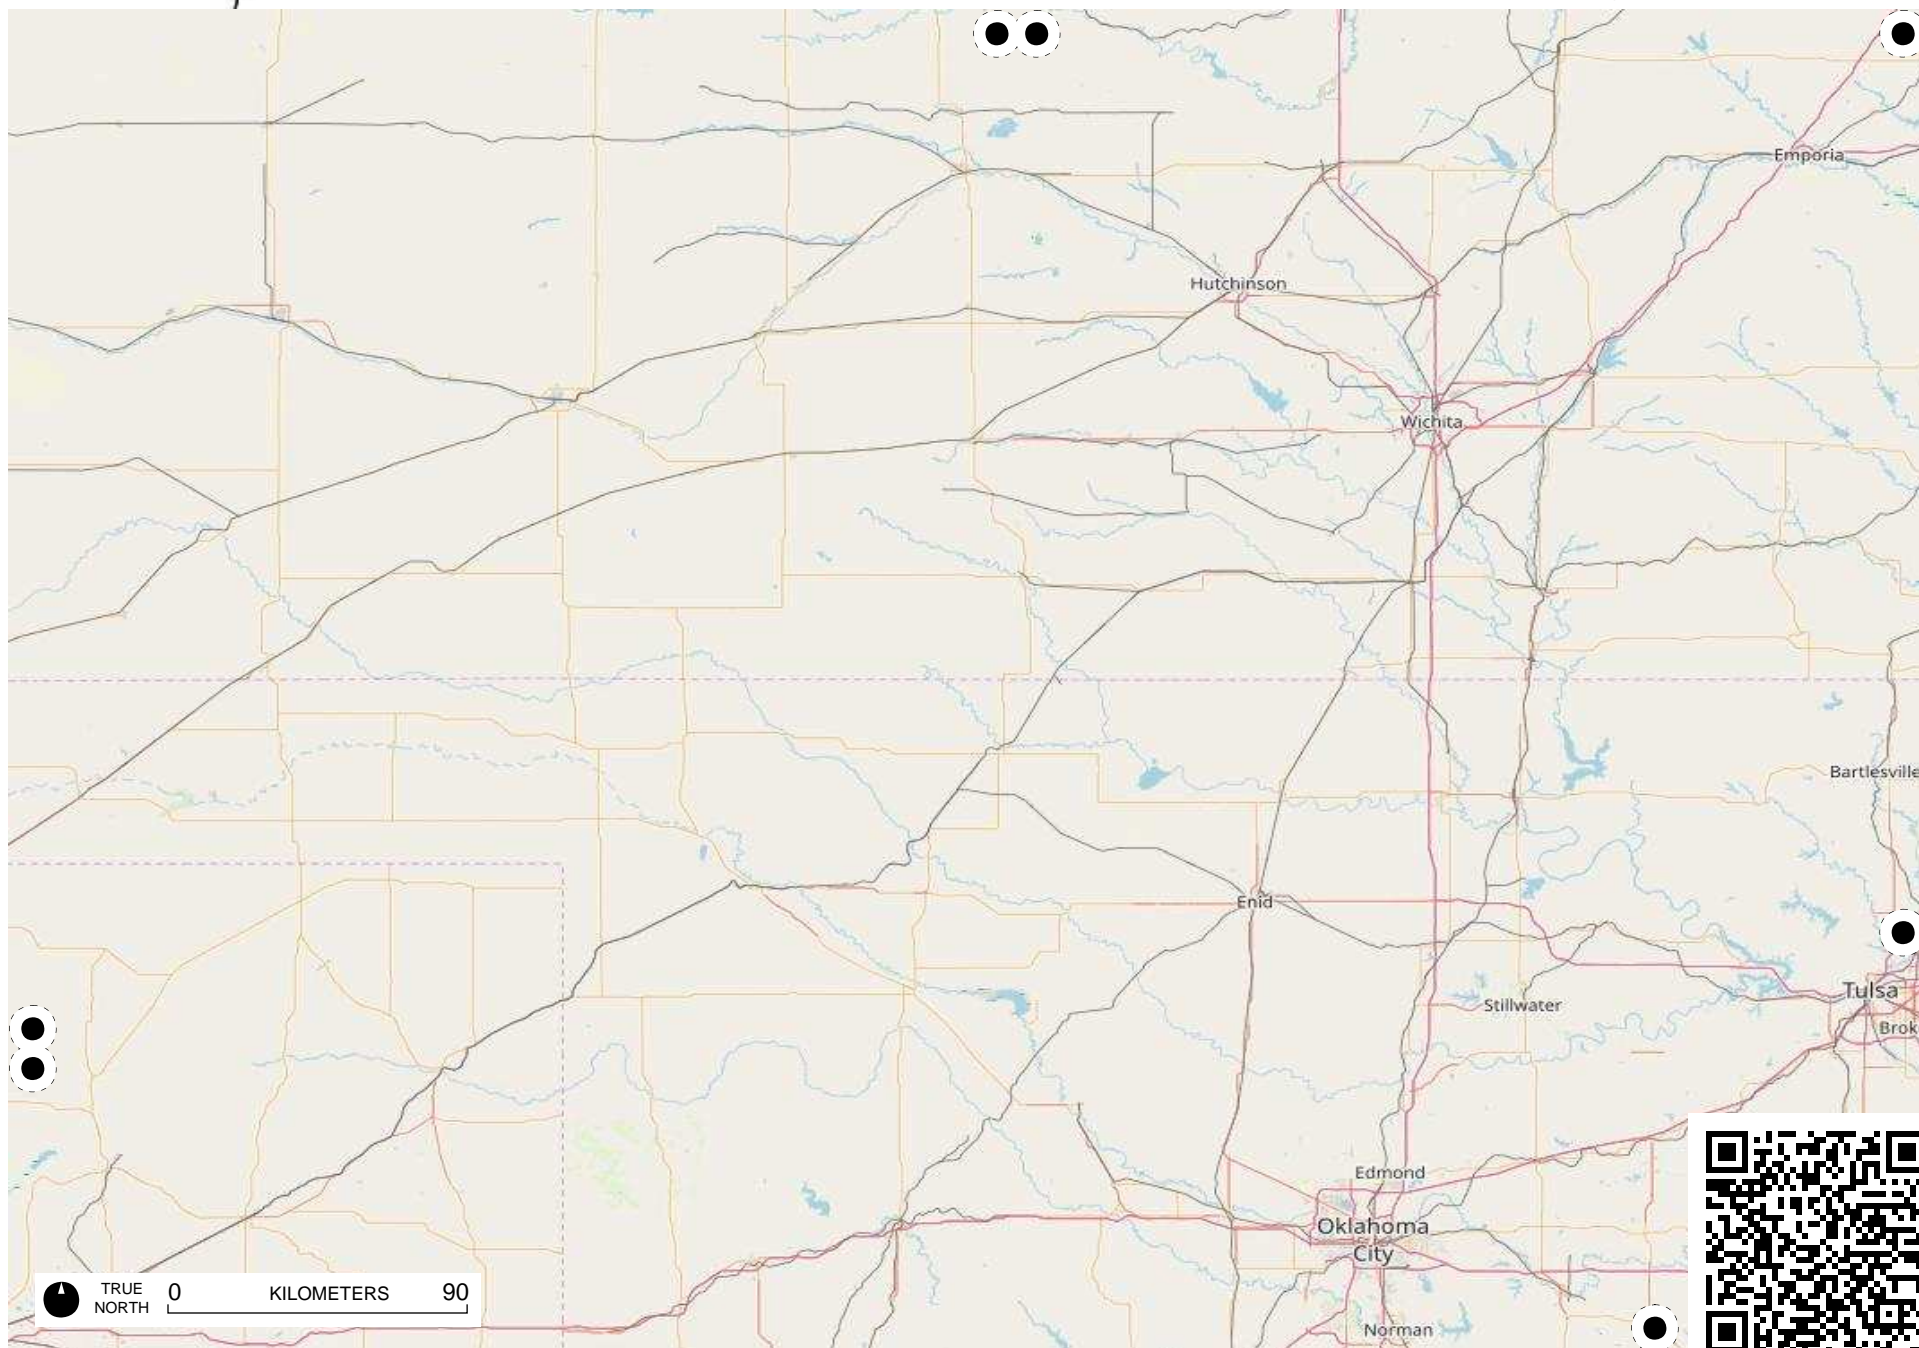 Emporia
Hutchinson
Wichita
Bartlesville
Enid
Tulsa
Stillwater
Brok
Edmond
Oklahoma
City
TRUE
NORTH
0 KILOMETERS 90
Norman